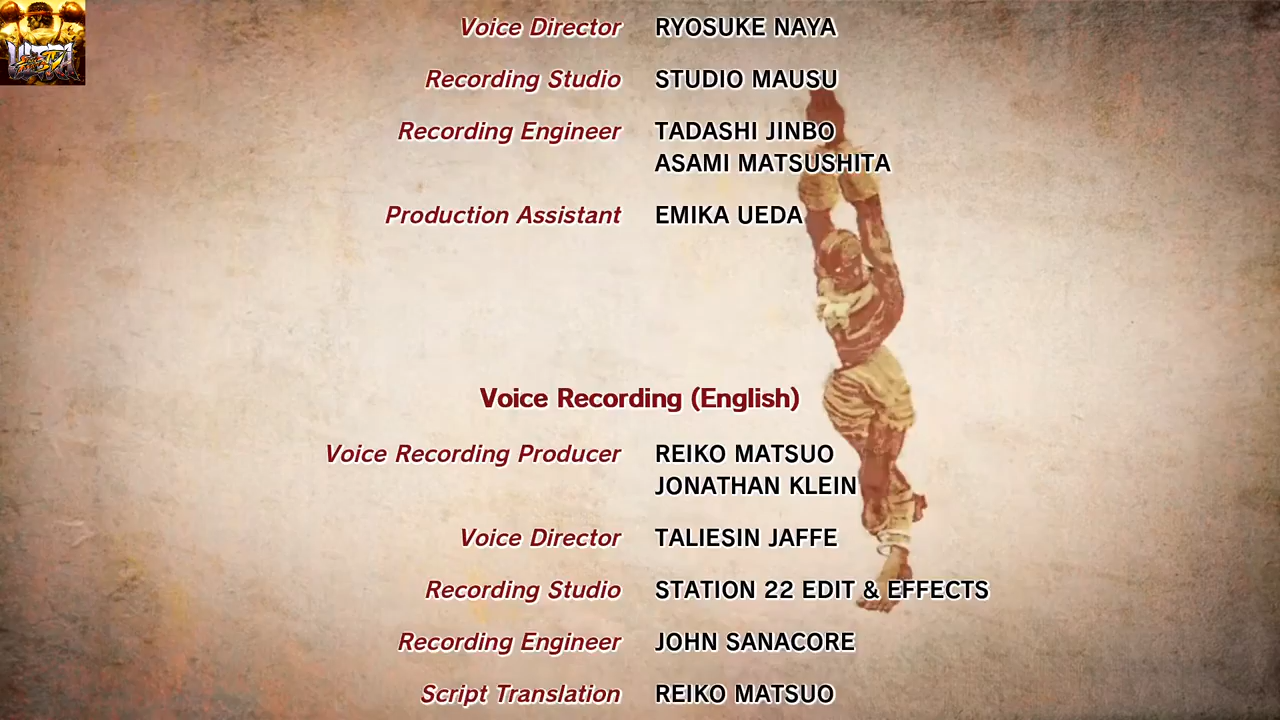 Voice Director RYOSUKE NAYA
Recording Studio STUDIO MAUSU
Recording Engineer TADASHI JINBO
ASAMI MATSUSHITA
Production Assistant EMIKA UEDA
Voice Recording (English)
Voice Recording Producer REIKO MATSUO
JONATHAN KLEIN
Voice Director TALIESIN JAFFE
Recording Studio STATION 22 EDIT & EFFECTS
Recording Engineer JOHN SANACORE
Script Translation REIKO MATSUO